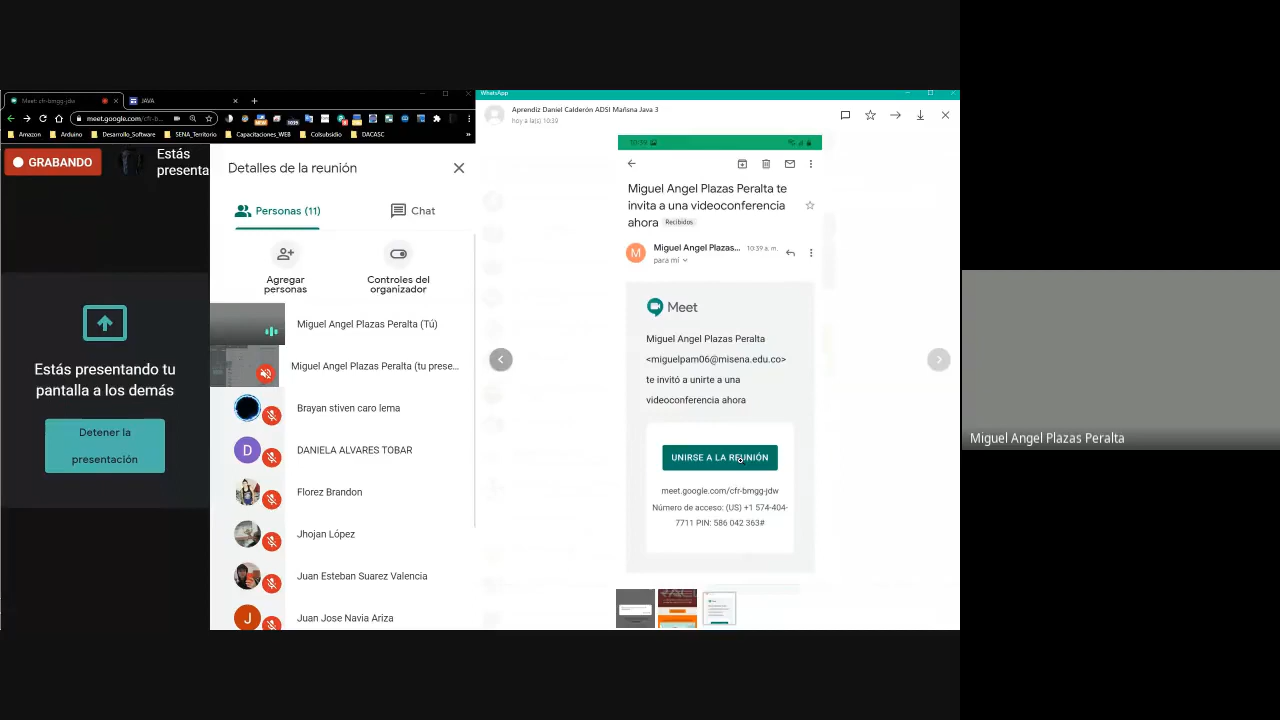 Meet: cfr-bmgg-jdw
JAVA
meet.google.com/cfr-b...
Amazon
Arduino
Desarrollo_Software
SENA_Territorio
Capacitaciones_WEB
Colsubsidio
DACASC
GRABANDO
Estás
presenta
Estás presentando tu
pantalla a los demás
Detener la
presentación
Detalles de la reunión
Personas (11)
Chat
Agregar
personas
Controles del
organizador
Miguel Angel Plazas Peralta (Tú)
Miguel Angel Plazas Peralta (tu prese...
Brayan stiven caro lema
D
DANIELA ALVARES TOBAR
Florez Brandon
Jhojan López
Juan Esteban Suarez Valencia
J
Juan Jose Navia Ariza
WhatsApp
Aprendiz Daniel Calderón ADSI Mañsna Java 3
hoy a la(s) 10:39
10:39
Miguel Angel Plazas Peralta te
invita a una videoconferencia
ahora
Recibidos
M
Miguel Angel Plazas...
10:39 a. m.
para mí
Meet
Miguel Angel Plazas Peralta
<miguelpam06@misena.edu.co>
te invitó a unirte a una
videoconferencia ahora
UNIRSE A LA REUNIÓN
meet.google.com/cfr-bmgg-jdw
Número de acceso: (US) +1 574-404-
7711 PIN: 586 042 363#
Miguel Angel Plazas Peralta